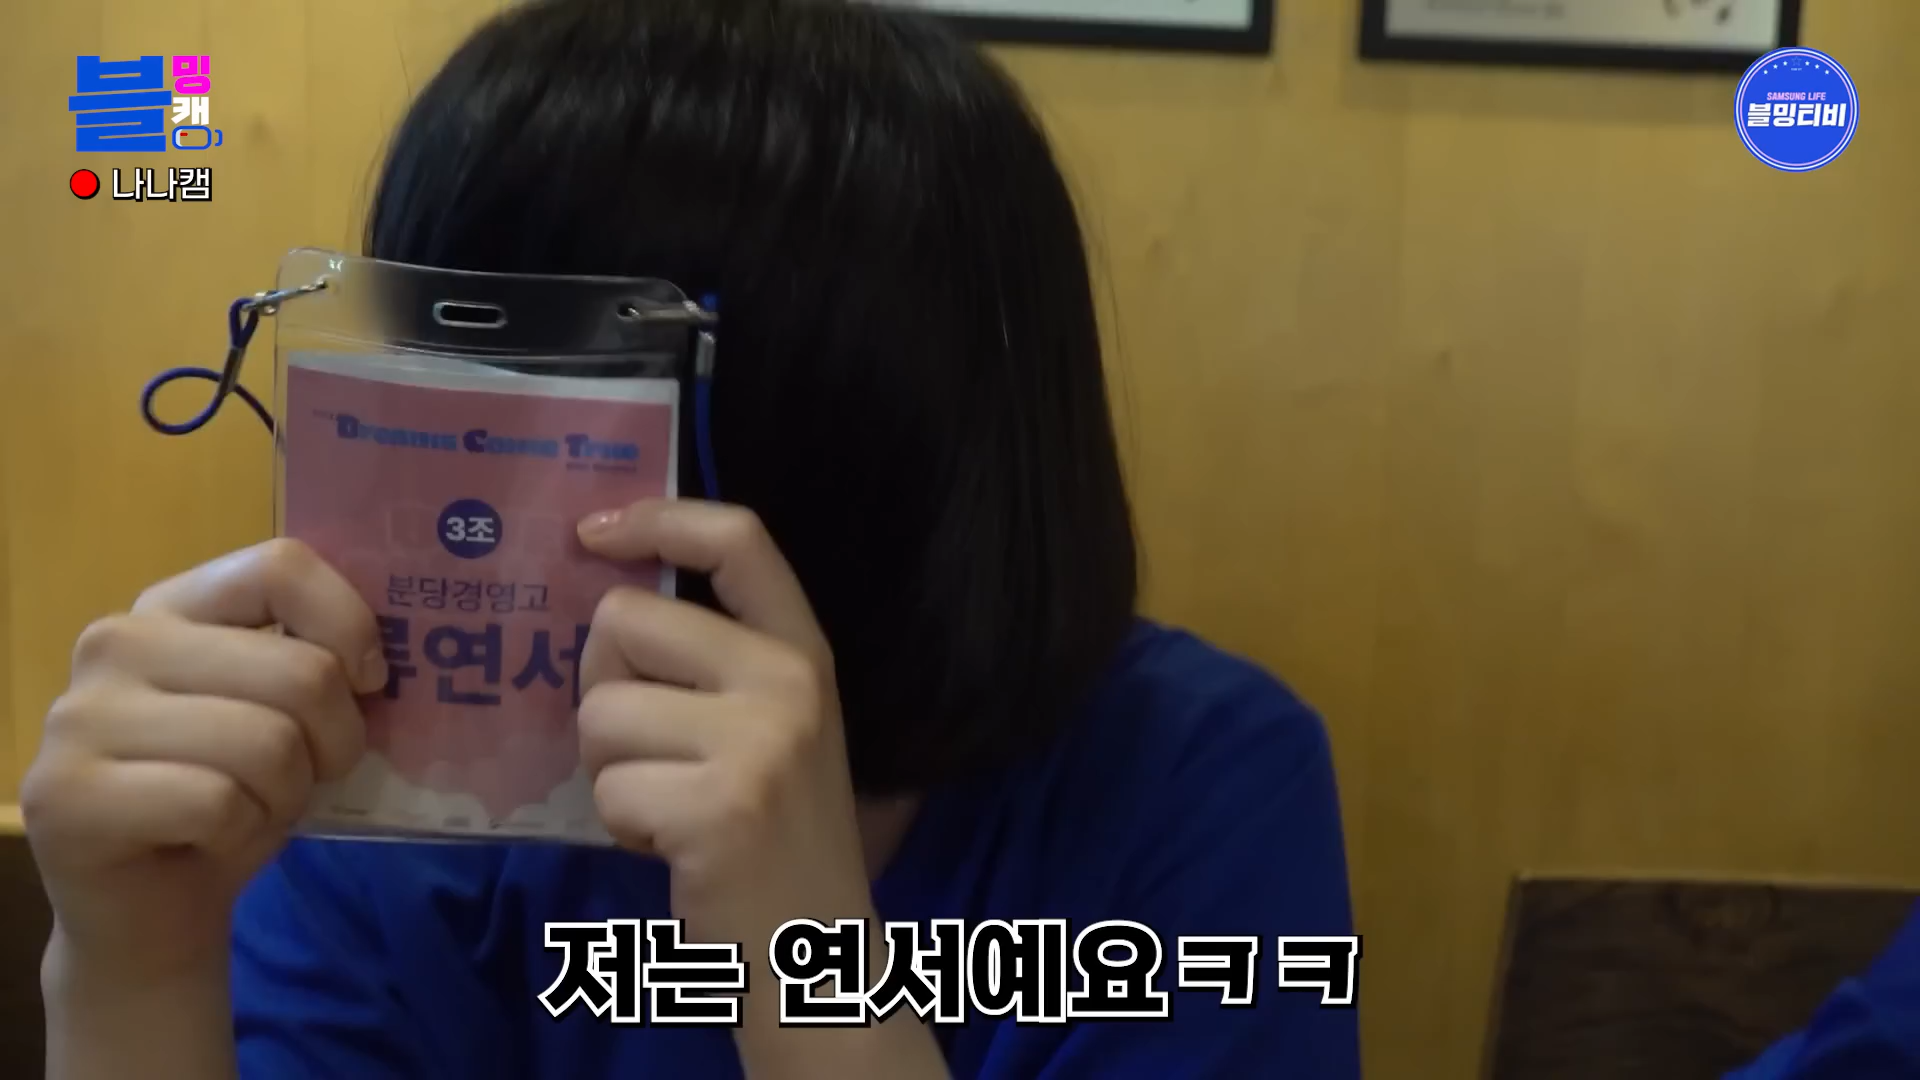 블밍캠
나나캠
SAMSUNG LIFE
블밍티비
Dreams Come True
3조
분당경영고
류연서
저는 연서예요ㅋㅋ